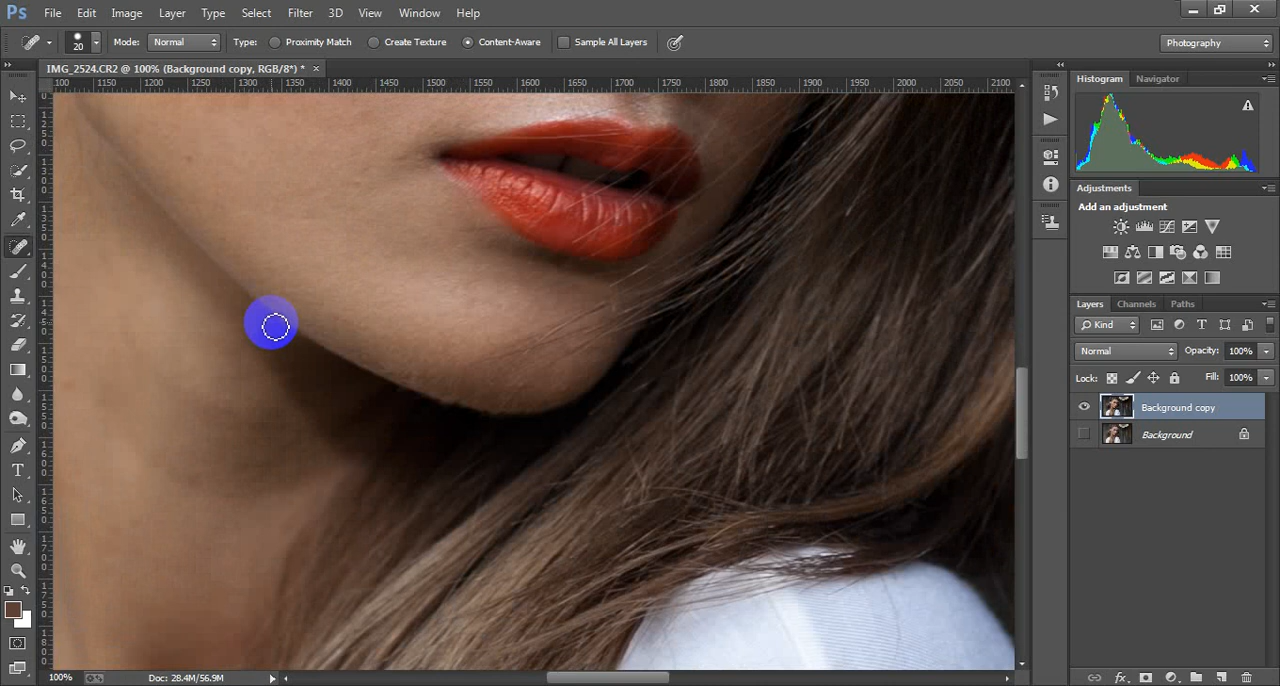 Ps File Edit Image Layer Type Select Filter 3D View Window Help
20 Mode: Normal Type: Proximity Match Create Texture Content-Aware Sample All Layers Photography
IMG_2524.CR2 @ 100% (Background copy, RGB/8*) * ×
100 1150 1200 1250 1300 1350 1400 1450 1500 1550 1600 1650 1700 1750 1800 1850 1900 1950 2000 2050 2100
Histogram Navigator
Adjustments
Add an adjustment
Layers Channels Paths
Kind
Normal Opacity: 100%
Lock: Fill: 100%
Background copy
Background
100% Doc: 28.4M/56.9M